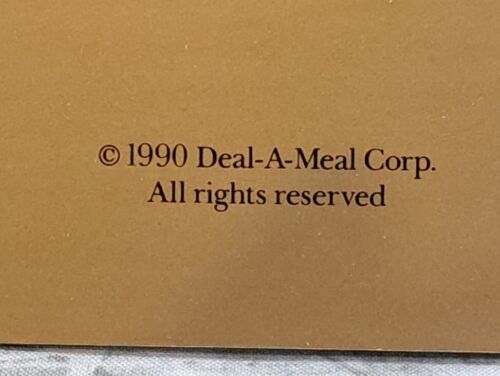 © 1990 Deal-A-Meal Corp.
All rights reserved